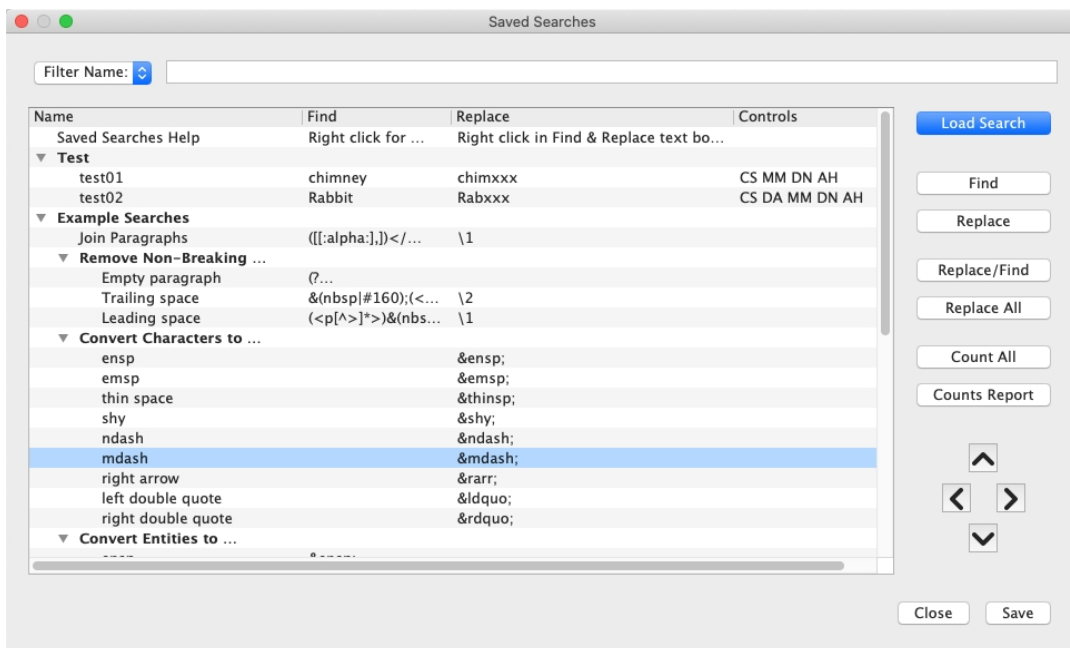 Saved Searches
Filter Name:
Name Find Replace Controls
Saved Searches Help Right click for ... Right click in Find & Replace text bo...
Test
test01 chimney chimxxx CS MM DN AH
test02 Rabbit Rabxxx CS DA MM DN AH
Example Searches
Join Paragraphs ([[:alpha:],])</... \1
Remove Non-Breaking ...
Empty paragraph (?...
Trailing space &(nbsp|#160);(<... \2
Leading space (<p[^>]*>)&(nbs... \1
Convert Characters to ...
ensp &ensp;
emsp &emsp;
thin space &thinsp;
shy &shy;
ndash &ndash;
mdash &mdash;
right arrow &rarr;
left double quote &ldquo;
right double quote &rdquo;
Convert Entities to ...
Load Search
Find
Replace
Replace/Find
Replace All
Count All
Counts Report
Close Save